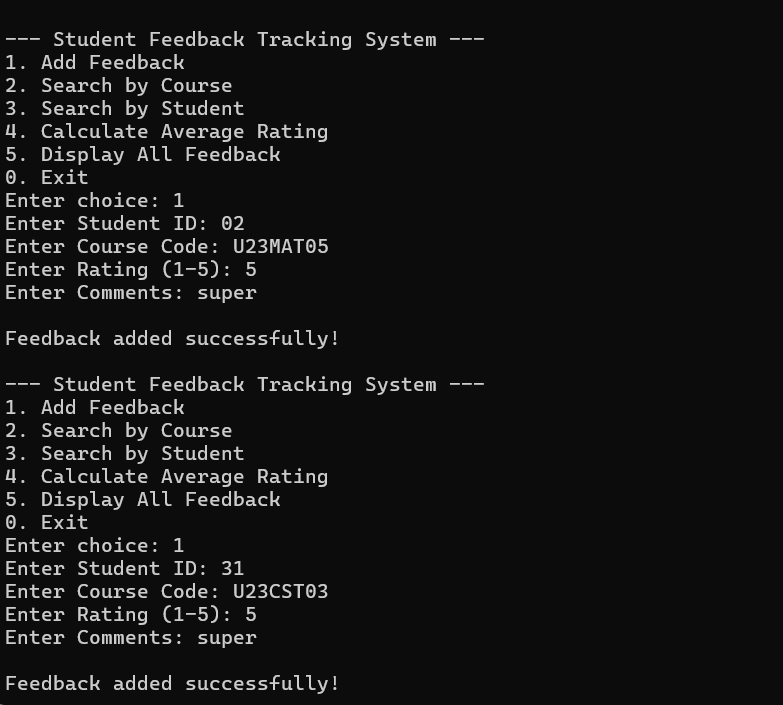 --- Student Feedback Tracking System ---
1. Add Feedback
2. Search by Course
3. Search by Student
4. Calculate Average Rating
5. Display All Feedback
0. Exit
Enter choice: 1
Enter Student ID: 02
Enter Course Code: U23MAT05
Enter Rating (1-5): 5
Enter Comments: super
Feedback added successfully!
--- Student Feedback Tracking System ---
1. Add Feedback
2. Search by Course
3. Search by Student
4. Calculate Average Rating
5. Display All Feedback
0. Exit
Enter choice: 1
Enter Student ID: 31
Enter Course Code: U23CST03
Enter Rating (1-5): 5
Enter Comments: super
Feedback added successfully!